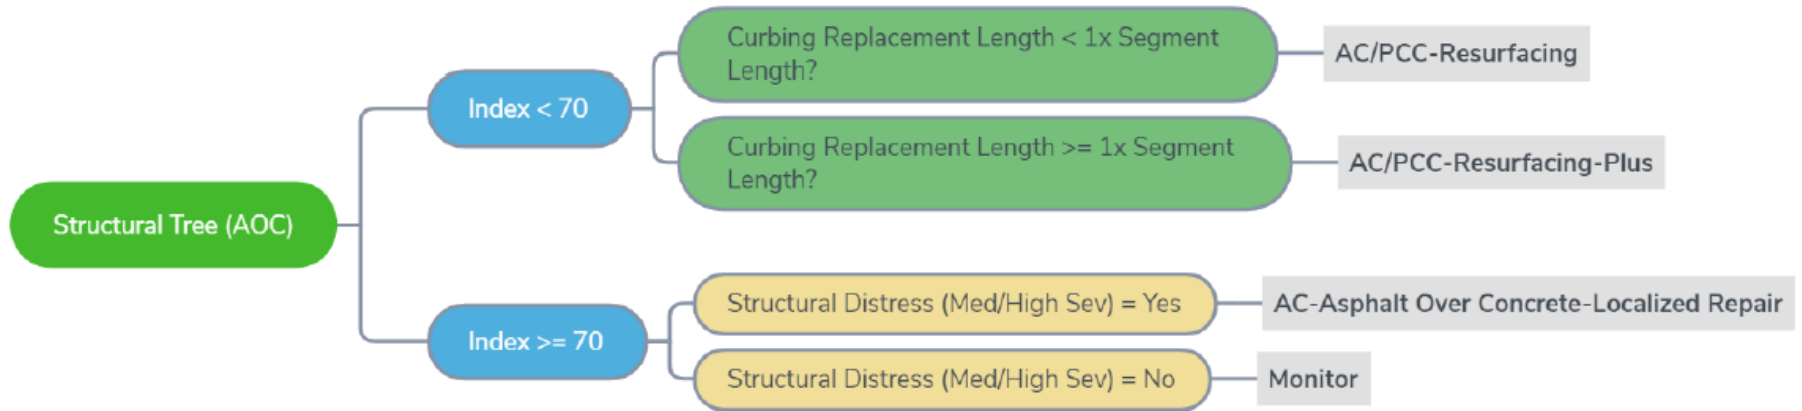 Curbing Replacement Length < 1x Segment
Length?
AC/PCC-Resurfacing
Index < 70
Curbing Replacement Length >= 1x Segment
Length?
AC/PCC-Resurfacing-Plus
Structural Tree (AOC)
Structural Distress (Med/High Sev) = Yes
AC-Asphalt Over Concrete-Localized Repair
Index >= 70
Structural Distress (Med/High Sev) = No
Monitor